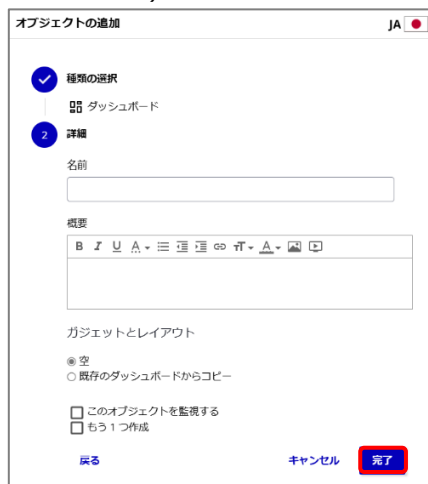 オブジェクトの追加
JA
種類の選択
ダッシュボード
2 詳細
名前
概要
B I U A T A
ガジェットとレイアウト
空
既存のダッシュボードからコピー
このオブジェクトを監視する
もう 1 つ作成
戻る キャンセル 完了